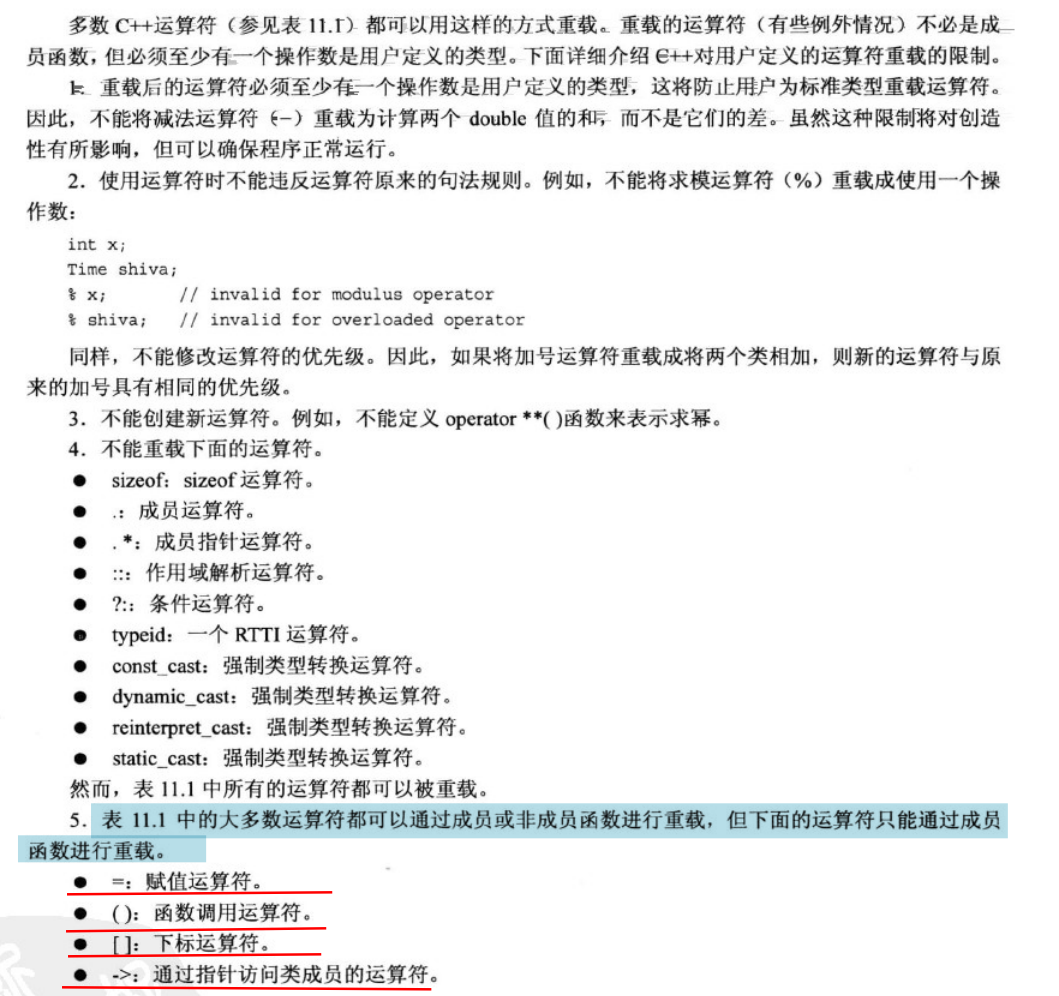 多数 C++运算符（参见表 11.1）都可以用这样的方式重载。重载的运算符（有些例外情况）不必是成
员函数，但必须至少有一个操作数是用户定义的类型。下面详细介绍 C++对用户定义的运算符重载的限制。
1．重载后的运算符必须至少有一个操作数是用户定义的类型，这将防止用户为标准类型重载运算符。
因此，不能将减法运算符（−）重载为计算两个 double 值的和，而不是它们的差。虽然这种限制将对创造
性有所影响，但可以确保程序正常运行。
2．使用运算符时不能违反运算符原来的句法规则。例如，不能将求模运算符（%）重载成使用一个操
作数：
int x;
Time shiva;
% x;        // invalid for modulus operator
% shiva;   // invalid for overloaded operator
同样，不能修改运算符的优先级。因此，如果将加号运算符重载成将两个类相加，则新的运算符与原
来的加号具有相同的优先级。
3．不能创建新运算符。例如，不能定义 operator **( )函数来表示求幂。
4．不能重载下面的运算符。
● sizeof：sizeof 运算符。
● .：成员运算符。
● . *：成员指针运算符。
● ::：作用域解析运算符。
● ?:：条件运算符。
● typeid：一个 RTTI 运算符。
● const_cast：强制类型转换运算符。
● dynamic_cast：强制类型转换运算符。
● reinterpret_cast：强制类型转换运算符。
● static_cast：强制类型转换运算符。
然而，表 11.1 中所有的运算符都可以被重载。
5．表 11.1 中的大多数运算符都可以通过成员或非成员函数进行重载，但下面的运算符只能通过成员
函数进行重载。
● =：赋值运算符。
● ( )：函数调用运算符。
● [ ]：下标运算符。
● ->：通过指针访问类成员的运算符。